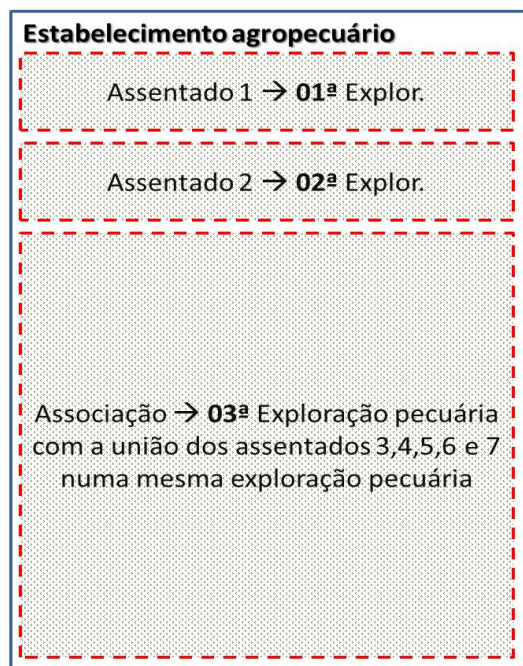 Estabelecimento agropecuário
Assentado 1 → 01ª Explor.
Assentado 2 → 02ª Explor.
Associação → 03ª Exploração pecuária
com a união dos assentados 3,4,5,6 e 7
numa mesma exploração pecuária